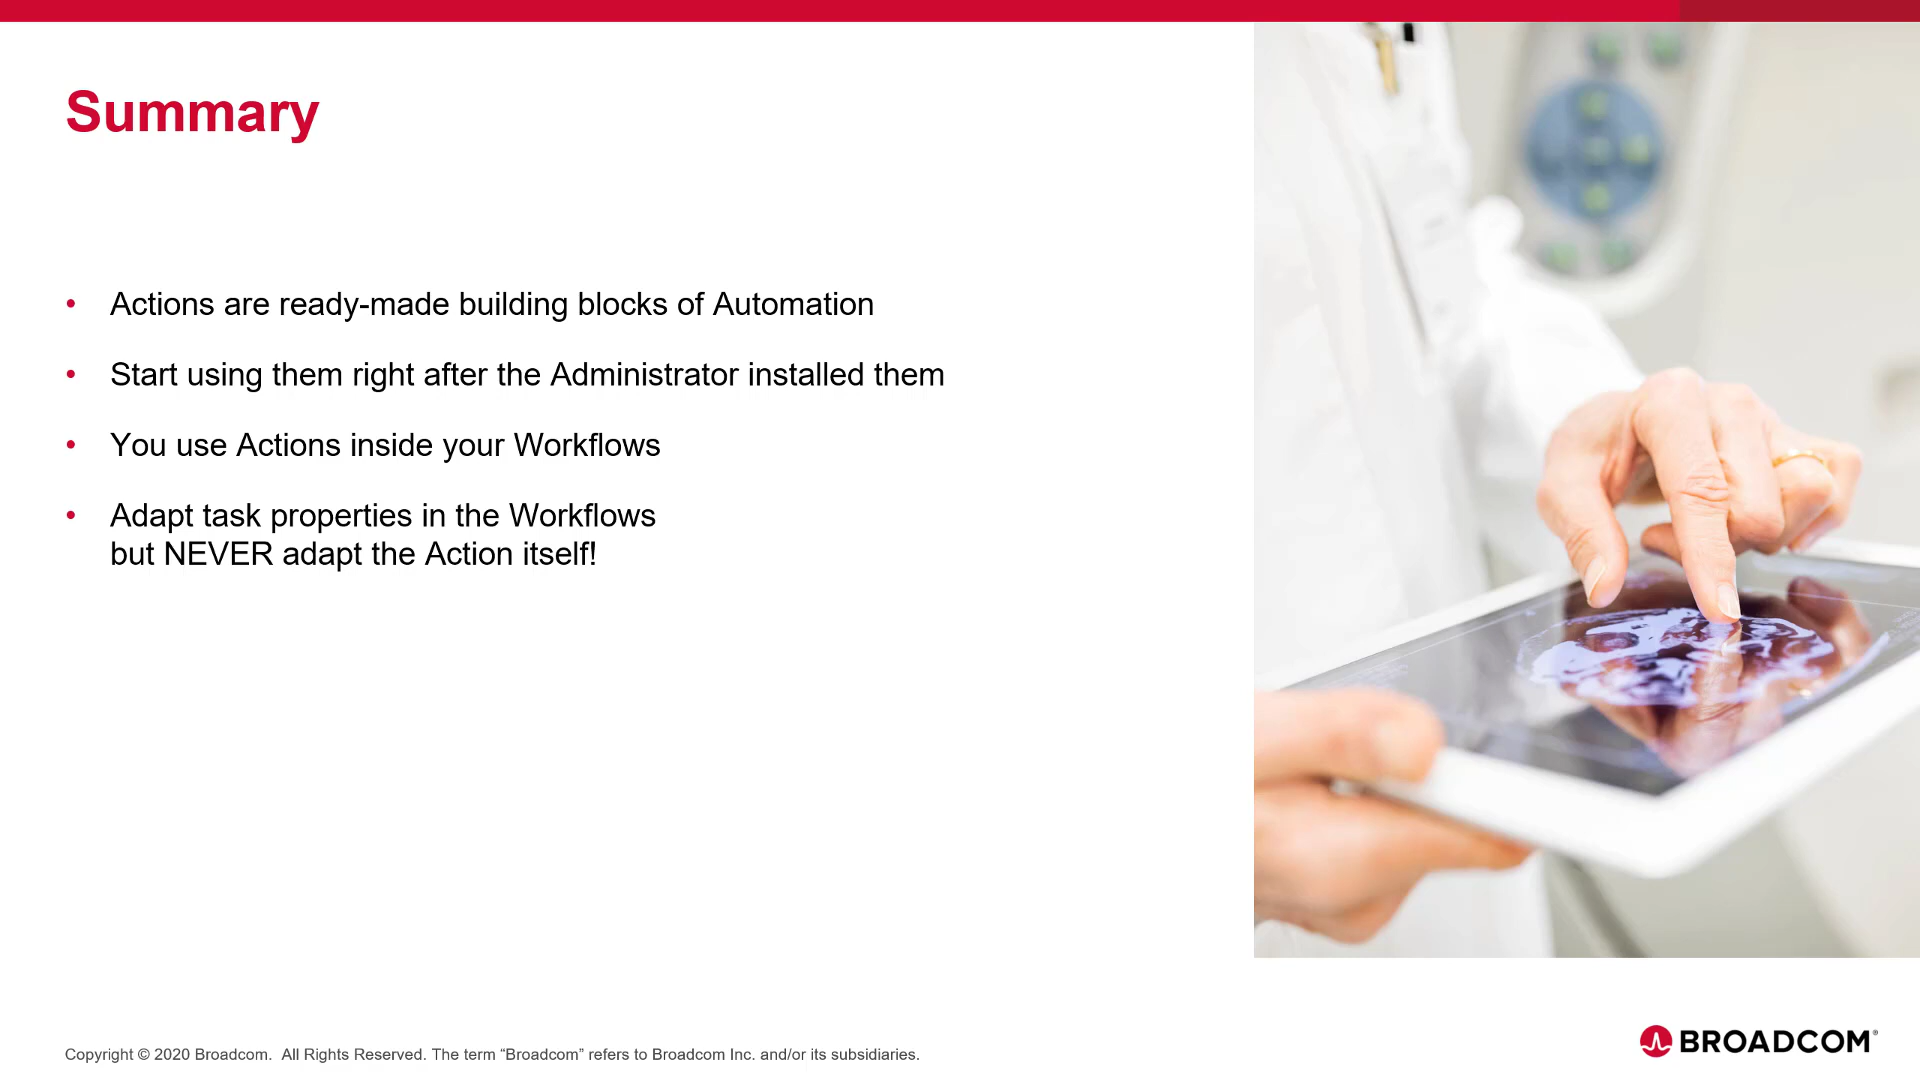 Summary
• Actions are ready-made building blocks of Automation
• Start using them right after the Administrator installed them
• You use Actions inside your Workflows
• Adapt task properties in the Workflows
but NEVER adapt the Action itself!
Copyright © 2020 Broadcom. All Rights Reserved. The term “Broadcom” refers to Broadcom Inc. and/or its subsidiaries.
BROADCOM®